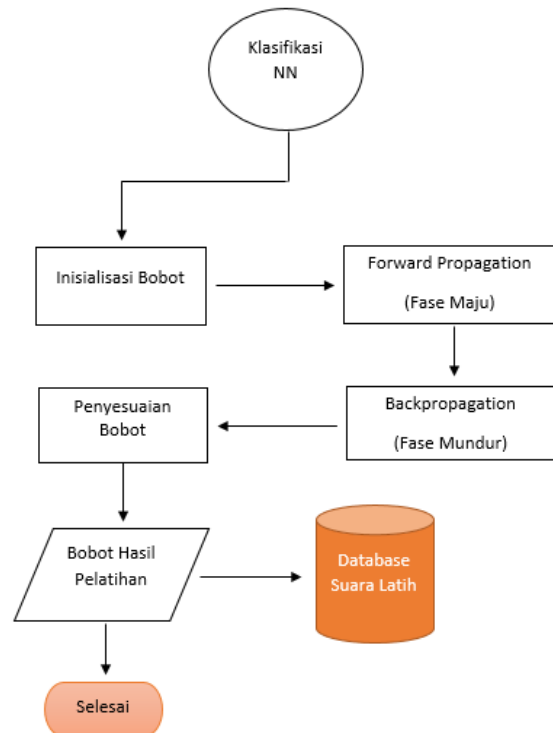 Klasifikasi
NN
Inisialisasi Bobot
Forward Propagation
(Fase Maju)
Backpropagation
(Fase Mundur)
Penyesuaian
Bobot
Bobot Hasil
Pelatihan
Database
Suara Latih
Selesai